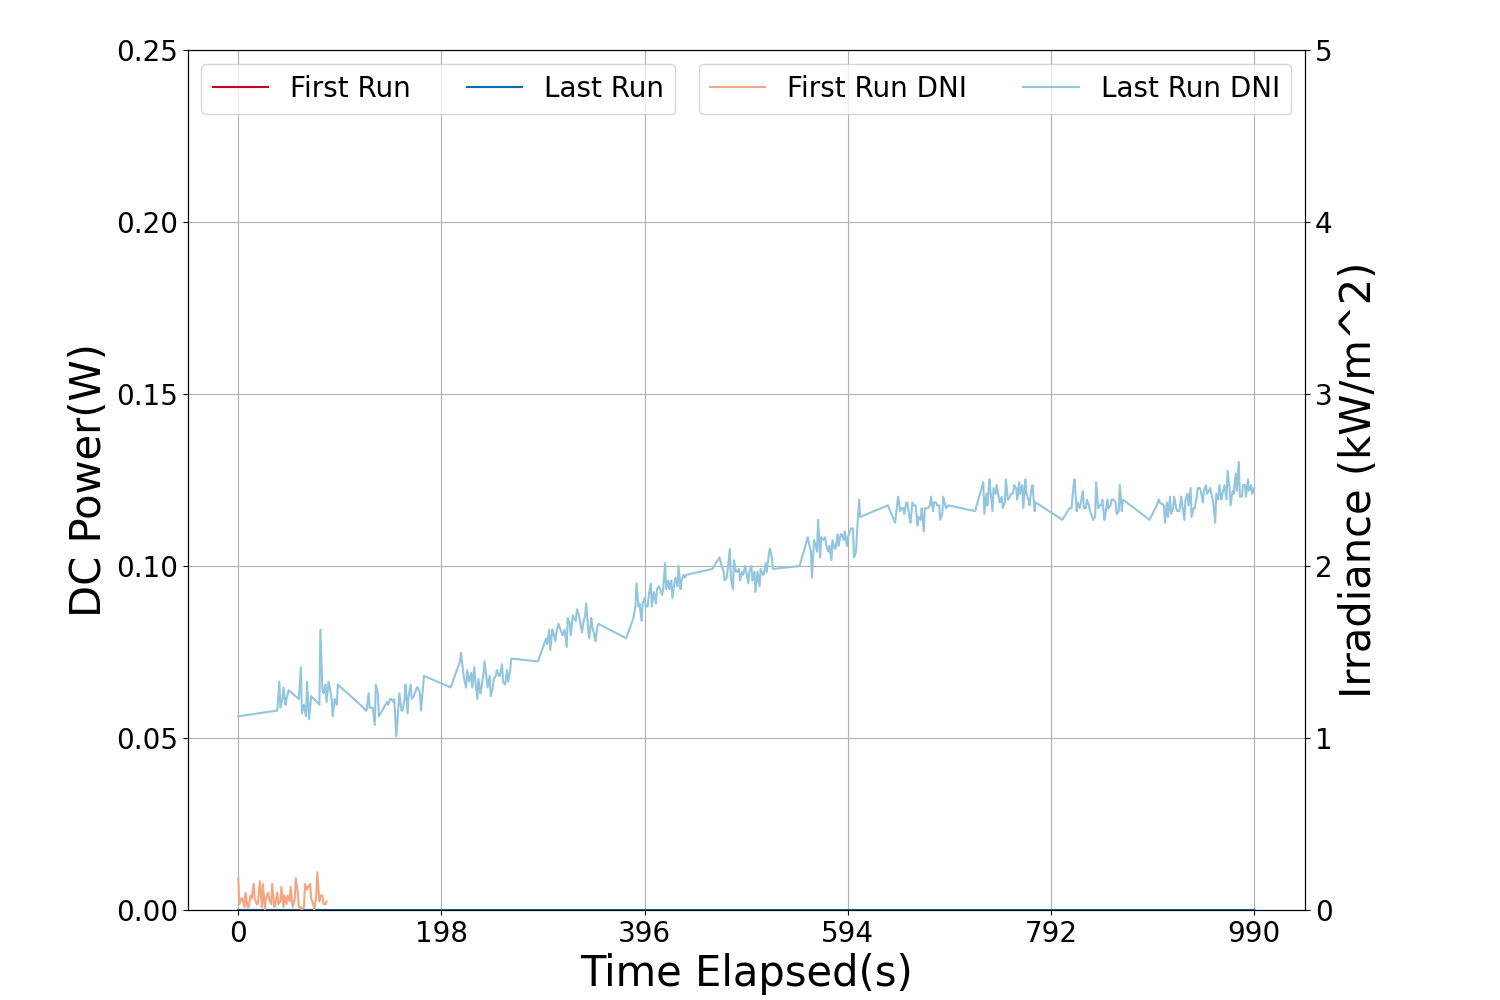 First Run
Last Run
First Run DNI
Last Run DNI
0.25
0.20
0.15
0.10
0.05
0.00
DC Power(W)
5
4
3
2
1
0
Irradiance (kW/m^2)
0
198
396
594
792
990
Time Elapsed(s)